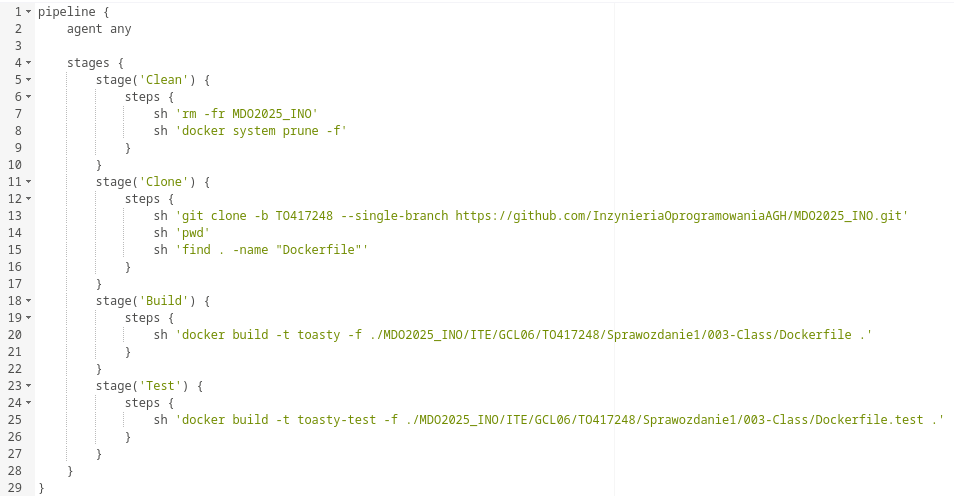 1 pipeline {
2     agent any
3
4     stages {
5         stage('Clean') {
6             steps {
7                 sh 'rm -fr MDO2025_INO'
8                 sh 'docker system prune -f'
9             }
10         }
11         stage('Clone') {
12             steps {
13                 sh 'git clone -b TO417248 --single-branch https://github.com/InzynieriaOprogramowaniaAGH/MDO2025_INO.git'
14                 sh 'pwd'
15                 sh 'find . -name "Dockerfile"'
16             }
17         }
18         stage('Build') {
19             steps {
20                 sh 'docker build -t toasty -f ./MDO2025_INO/ITE/GCL06/TO417248/Sprawozdanie1/003-Class/Dockerfile .'
21             }
22         }
23         stage('Test') {
24             steps {
25                 sh 'docker build -t toasty-test -f ./MDO2025_INO/ITE/GCL06/TO417248/Sprawozdanie1/003-Class/Dockerfile.test .'
26             }
27         }
28     }
29 }